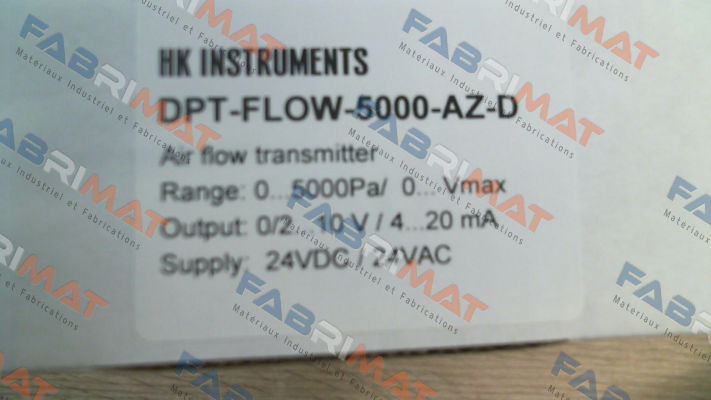 HK INSTRUMENTS
DPT-FLOW-5000-AZ-D
Air flow transmitter
Range: 0...5000Pa/ 0... Vmax
Output: 0/2...10 V / 4...20 mA
Supply: 24VDC / 24VAC
FABRIMAT
Matériaux Industriel et Fabrications